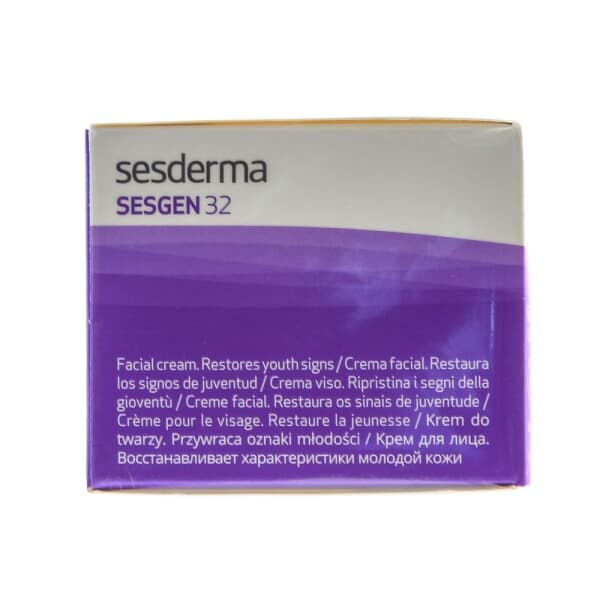 sesderma
SESGEN 32
Facial cream. Restores youth signs / Crema facial. Restaura
los signos de juventud / Crema viso. Ripristina i segni della
gioventù / Creme facial. Restaura os sinais de juventude /
Crème pour le visage. Restaure la jeunesse / Krem do
twarzy. Przywraca oznaki młodości / Крем для лица.
Восстанавливает характеристики молодой кожи